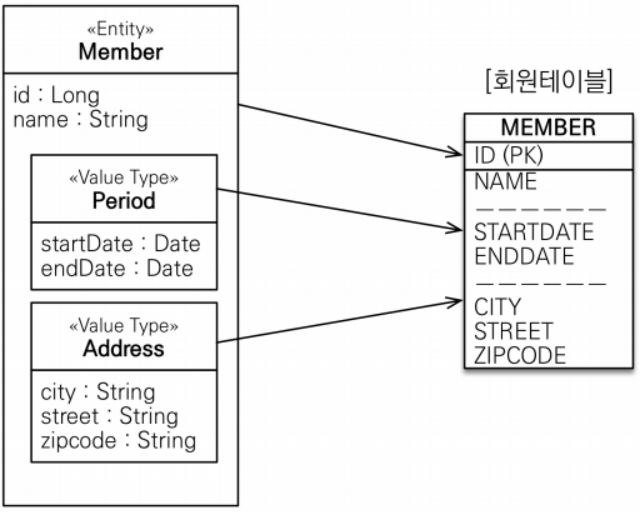 «Entity»
Member
id : Long
name : String
«Value Type»
Period
startDate : Date
endDate : Date
«Value Type»
Address
city : String
street : String
zipcode : String
[회원테이블]
MEMBER
ID (PK)
NAME
STARTDATE
ENDDATE
CITY
STREET
ZIPCODE